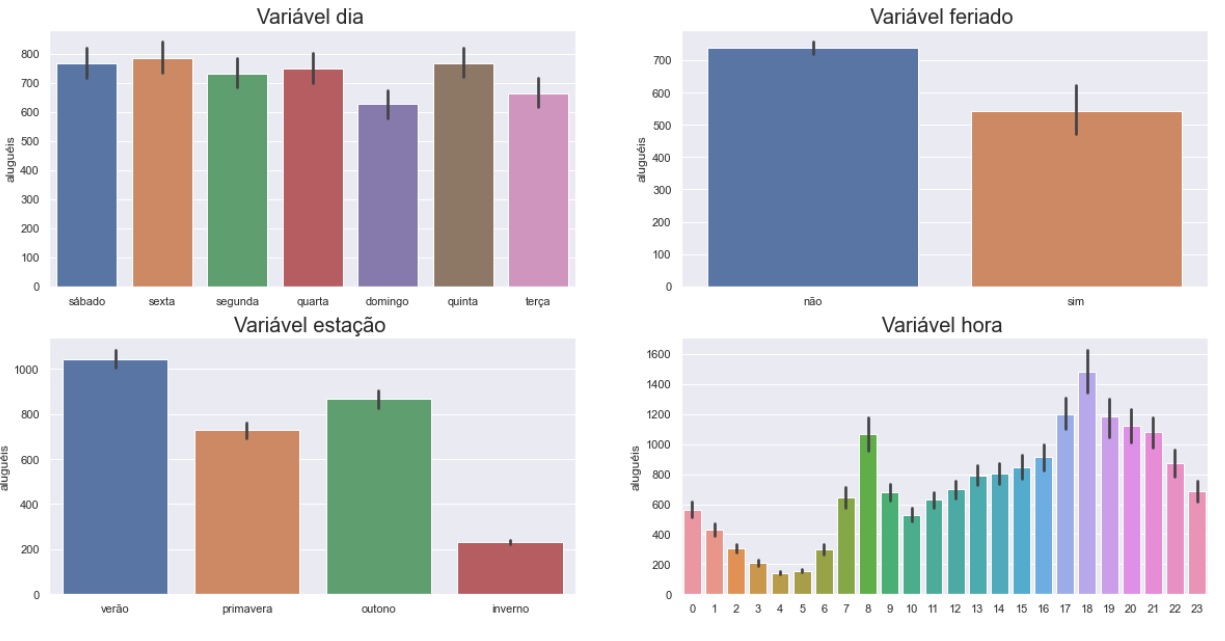 Variável dia
aluguéis
800
700
600
500
400
300
200
100
0
sábado sexta segunda quarta domingo quinta terça
Variável feriado
aluguéis
700
600
500
400
300
200
100
0
não sim
Variável estação
aluguéis
1000
800
600
400
200
0
verão primavera outono inverno
Variável hora
aluguéis
1600
1400
1200
1000
800
600
400
200
0
0 1 2 3 4 5 6 7 8 9 10 11 12 13 14 15 16 17 18 19 20 21 22 23